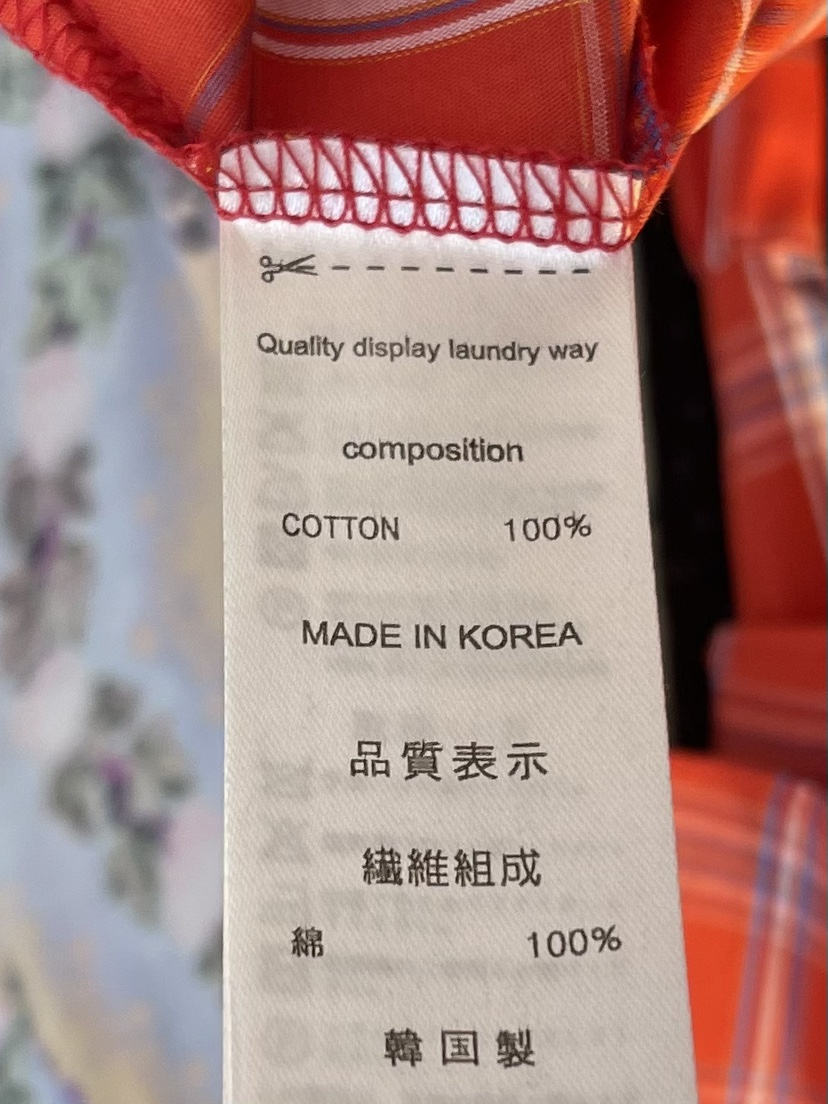 Quality display laundry way
composition
COTTON 100%
MADE IN KOREA
品質表示
繊維組成
綿 100%
韓国製